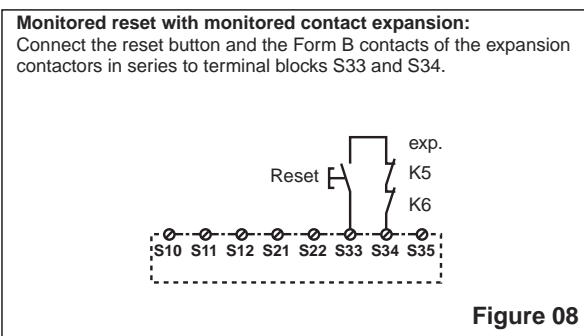 Monitored reset with monitored contact expansion:
Connect the reset button and the Form B contacts of the expansion
contactors in series to terminal blocks S33 and S34.
exp.
Reset
K5
K6
S10 S11 S12 S21 S22 S33 S34 S35
Figure 08